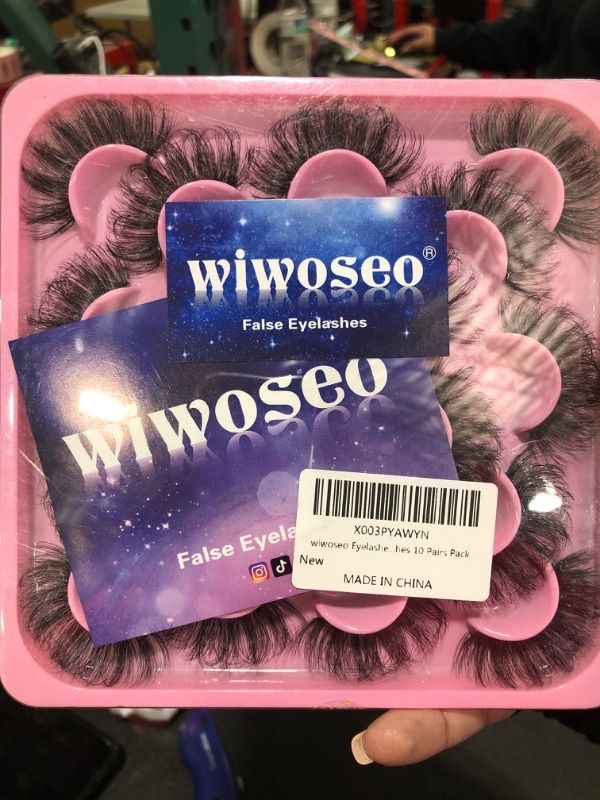 wiwoseo®
False Eyelashes
wiwoseo
False Eyela
X003PYAWYN
wiwoseo Eyelashe...hes 10 Pairs Pack
New
MADE IN CHINA